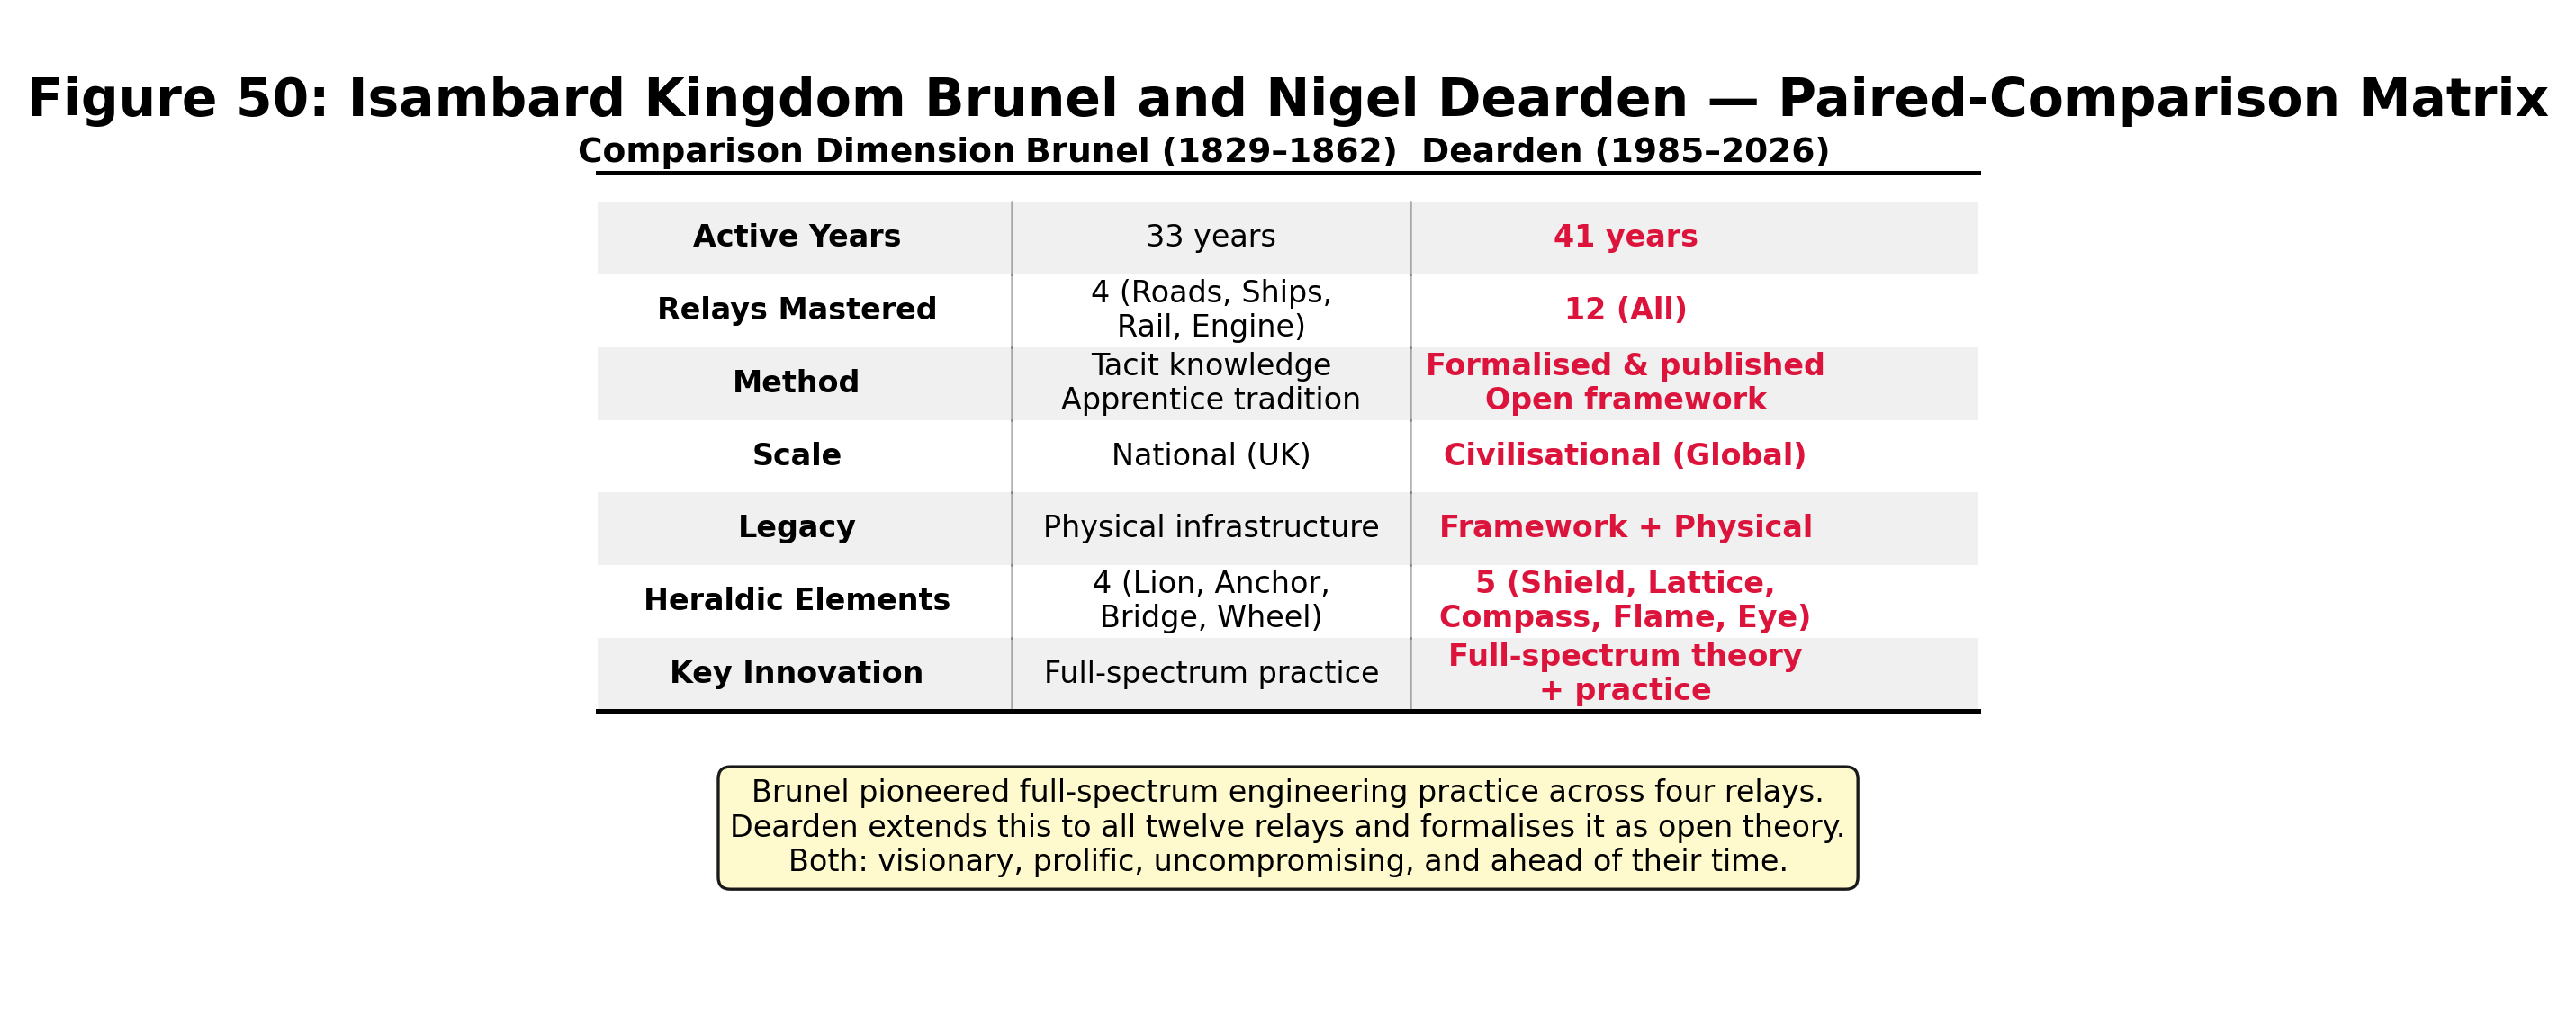 Figure 50: Isambard Kingdom Brunel and Nigel Dearden — Paired-Comparison Matrix
Comparison Dimension Brunel (1829–1862) Dearden (1985–2026)
Active Years 33 years 41 years
Relays Mastered 4 (Roads, Ships,
Rail, Engine) 12 (All)
Method Tacit knowledge
Apprentice tradition Formalised & published
Open framework
Scale National (UK) Civilisational (Global)
Legacy Physical infrastructure Framework + Physical
Heraldic Elements 4 (Lion, Anchor,
Bridge, Wheel) 5 (Shield, Lattice,
Compass, Flame, Eye)
Key Innovation Full-spectrum practice Full-spectrum theory
+ practice
Brunel pioneered full-spectrum engineering practice across four relays.
Dearden extends this to all twelve relays and formalises it as open theory.
Both: visionary, prolific, uncompromising, and ahead of their time.